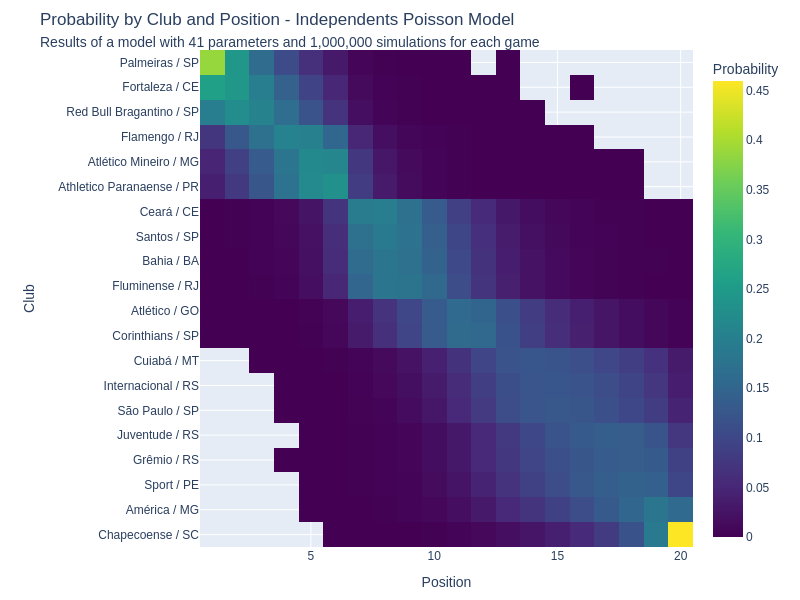 Probability by Club and Position - Independents Poisson Model
Results of a model with 41 parameters and 1,000,000 simulations for each game
Probability
Palmeiras / SP
Fortaleza / CE
Red Bull Bragantino / SP
Flamengo / RJ
Atlético Mineiro / MG
Athletico Paranaense / PR
Ceará / CE
Santos / SP
Bahia / BA
Fluminense / RJ
Atlético / GO
Corinthians / SP
Cuiabá / MT
Internacional / RS
São Paulo / SP
Juventude / RS
Grêmio / RS
Sport / PE
América / MG
Chapecoense / SC
Club
5
10
15
20
Position
0.45
0.4
0.35
0.3
0.25
0.2
0.15
0.1
0.05
0